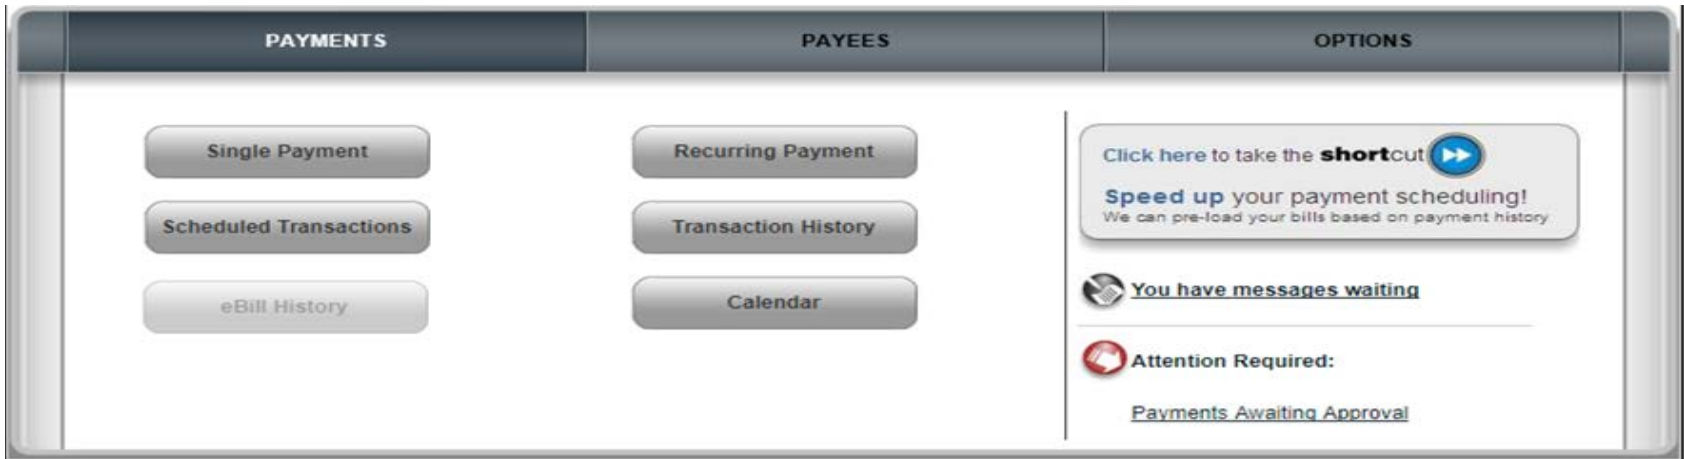 PAYMENTS
PAYEES
OPTIONS
Single Payment
Recurring Payment
Scheduled Transactions
Transaction History
eBill History
Calendar
Click here to take the shortcut
Speed up your payment scheduling!
We can pre-load your bills based on payment history
You have messages waiting
Attention Required:
Payments Awaiting Approval